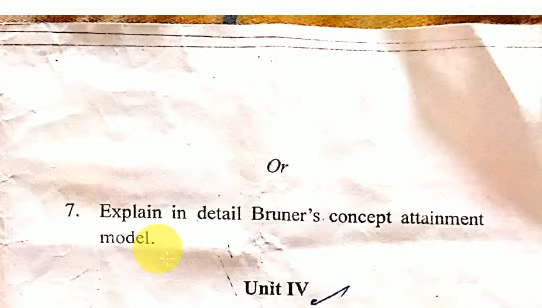 Or
7. Explain in detail Bruner's concept attainment
model.
Unit IV